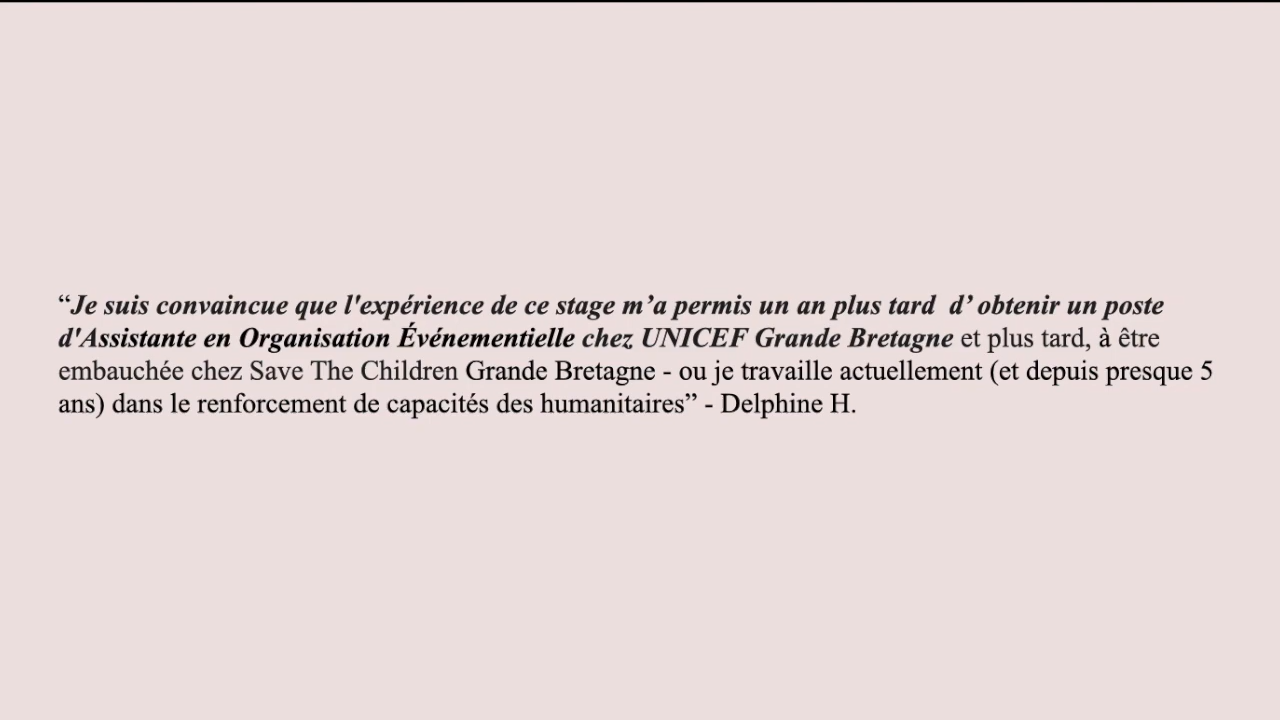 “Je suis convaincue que l'expérience de ce stage m’a permis un an plus tard  d’ obtenir un poste
d'Assistante en Organisation Événementielle chez UNICEF Grande Bretagne et plus tard, à être
embauchée chez Save The Children Grande Bretagne - ou je travaille actuellement (et depuis presque 5
ans) dans le renforcement de capacités des humanitaires” - Delphine H.